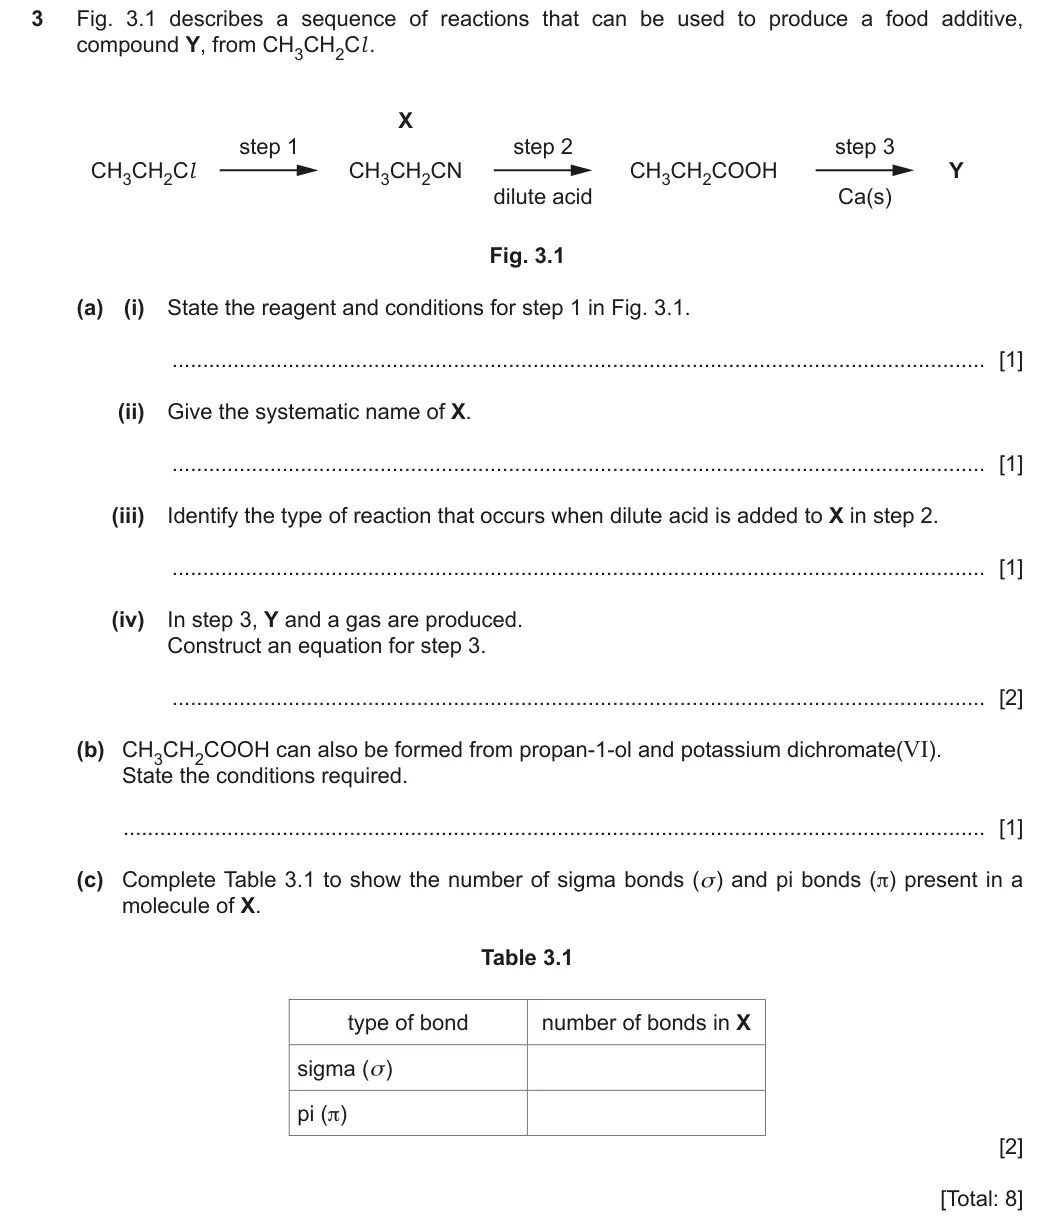 3 Fig. 3.1 describes a sequence of reactions that can be used to produce a food additive,
compound Y, from CH₃CH₂Cl.
X
step 1 step 2 step 3
CH₃CH₂Cl CH₃CH₂CN CH₃CH₂COOH Y
dilute acid Ca(s)
Fig. 3.1
(a) (i) State the reagent and conditions for step 1 in Fig. 3.1.
[1]
(ii) Give the systematic name of X.
[1]
(iii) Identify the type of reaction that occurs when dilute acid is added to X in step 2.
[1]
(iv) In step 3, Y and a gas are produced.
Construct an equation for step 3.
[2]
(b) CH₃CH₂COOH can also be formed from propan-1-ol and potassium dichromate(VI).
State the conditions required.
[1]
(c) Complete Table 3.1 to show the number of sigma bonds (σ) and pi bonds (π) present in a
molecule of X.
Table 3.1
type of bond number of bonds in X
sigma (σ)
pi (π)
[2]
[Total: 8]